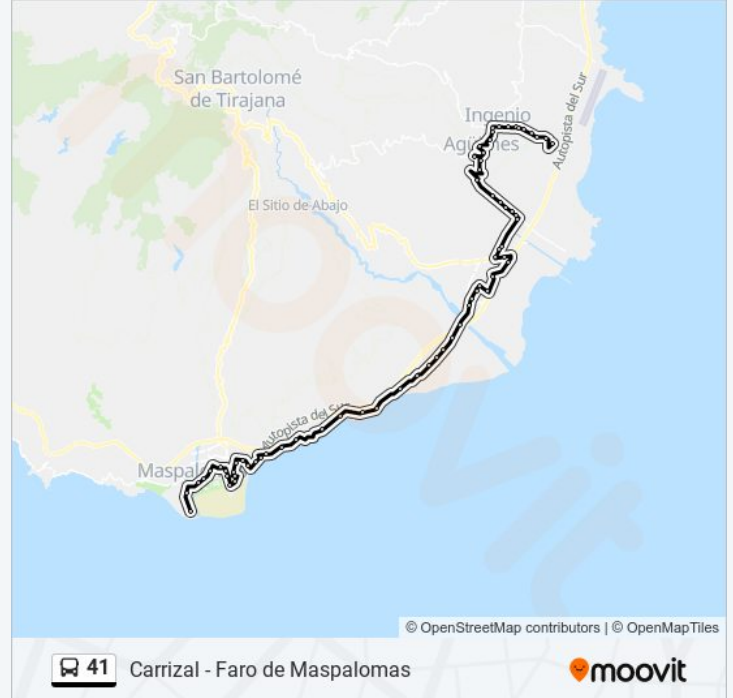 San Bartolomé
de Tirajana
Ingenio
Agüimes
Autopista del Sur
El Sitio de Abajo
Autopista del Sur
© OpenStreetMap contributors | © OpenMapTiles
41 Carrizal - Faro de Maspalomas
moovit
moovit